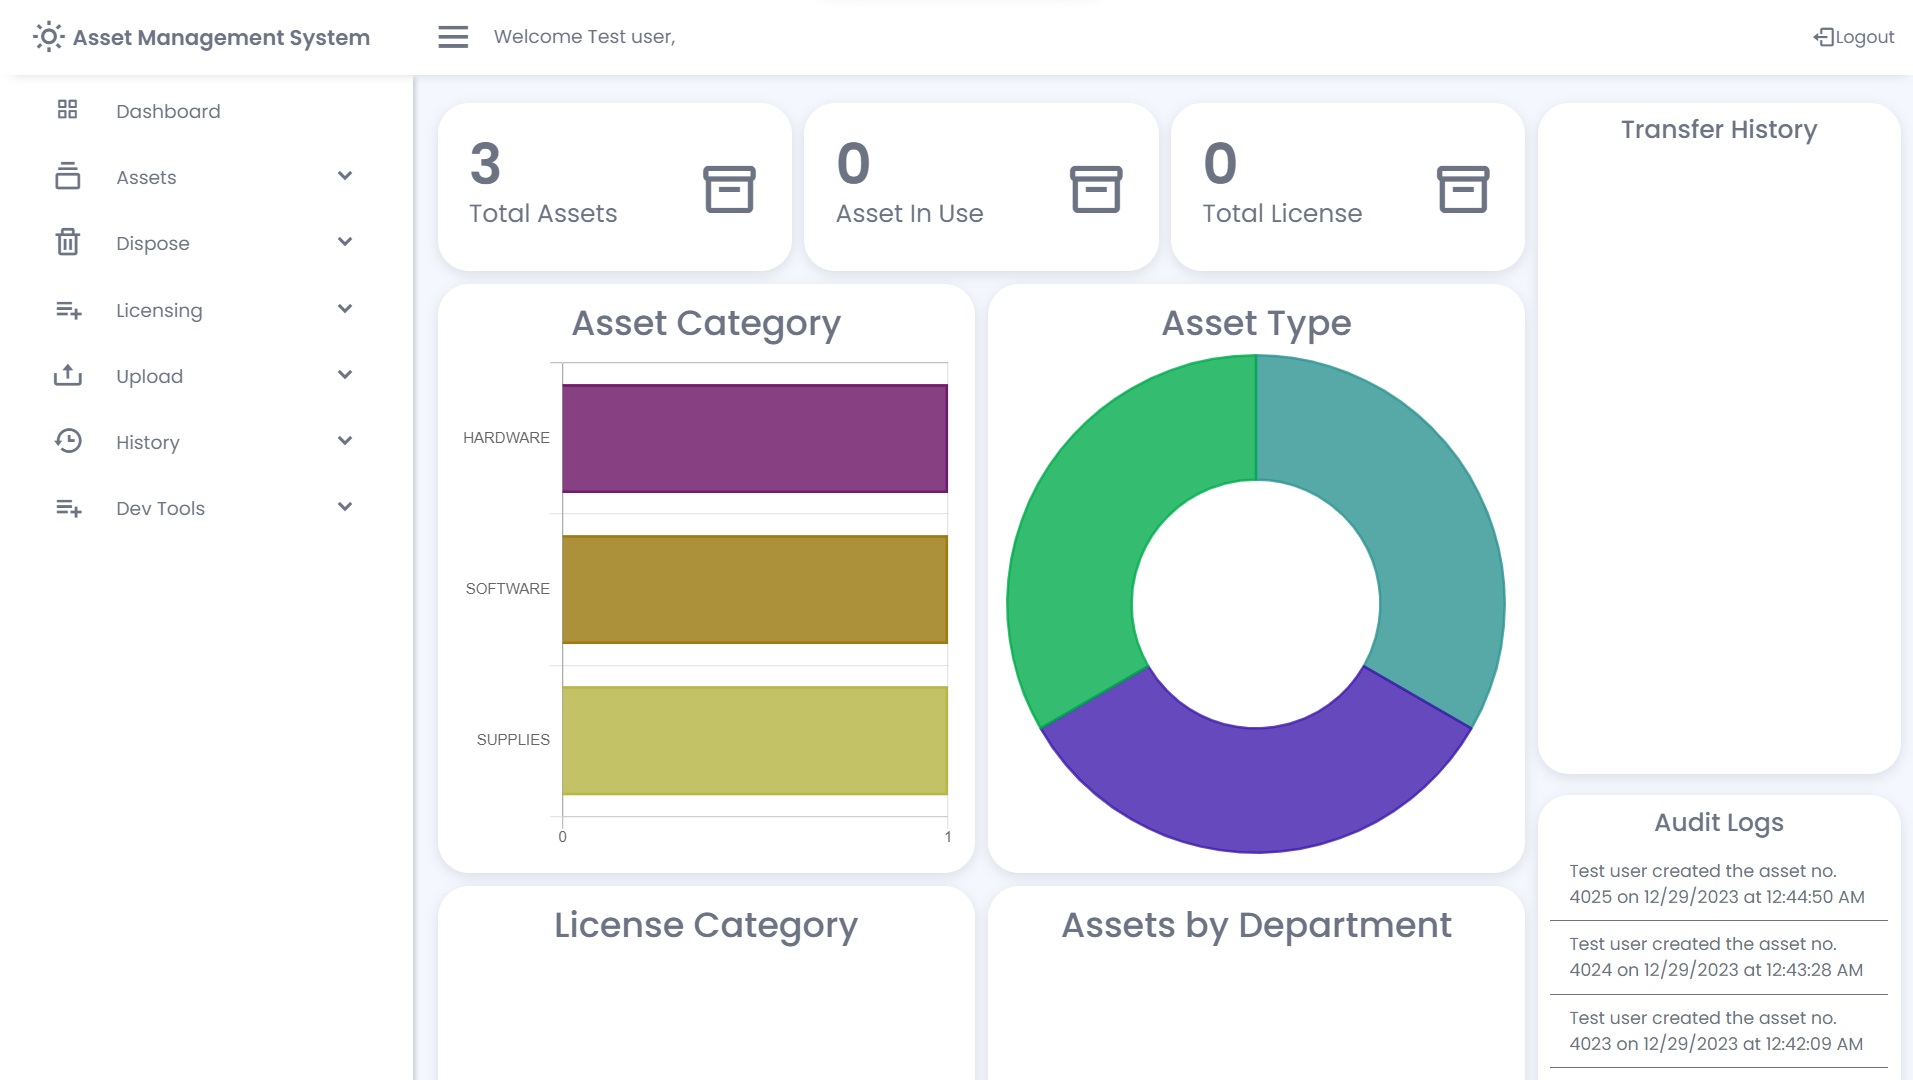 Asset Management System
Welcome Test user,
Logout
Dashboard
Assets
Dispose
Licensing
Upload
History
Dev Tools
3
Total Assets
0
Asset In Use
0
Total License
Asset Category
HARDWARE
SOFTWARE
SUPPLIES
0 1
Asset Type
License Category
Assets by Department
Transfer History
Audit Logs
Test user created the asset no.
4025 on 12/29/2023 at 12:44:50 AM
Test user created the asset no.
4024 on 12/29/2023 at 12:43:28 AM
Test user created the asset no.
4023 on 12/29/2023 at 12:42:09 AM